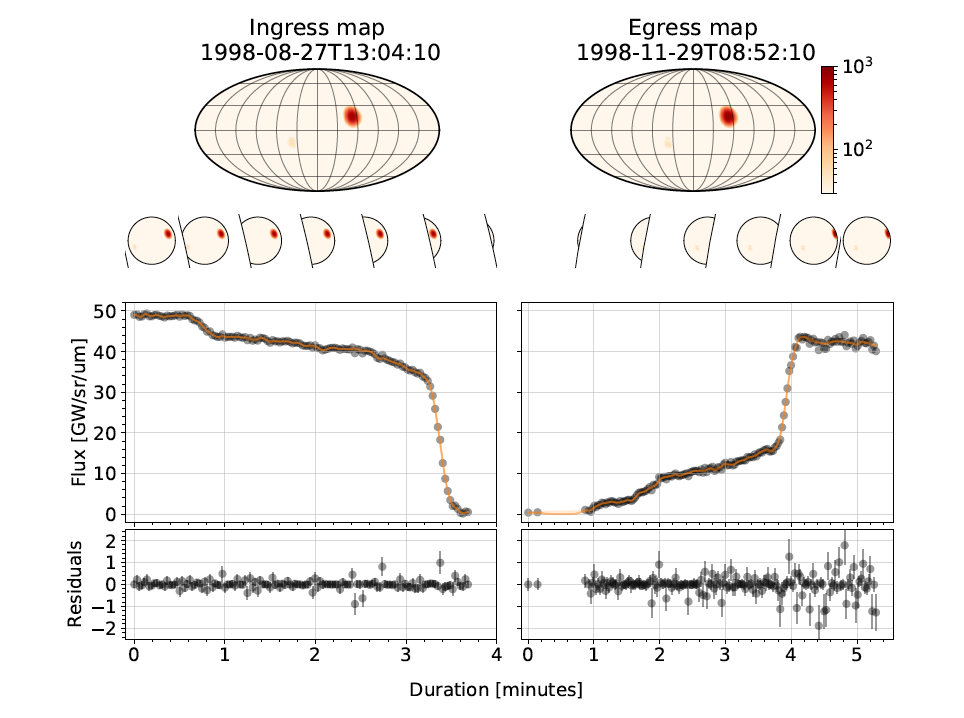 Ingress map
1998-08-27T13:04:10
Egress map
1998-11-29T08:52:10
10³
10²
50
40
30
20
10
0
Flux [GW/sr/um]
2
1
0
−1
−2
Residuals
0 1 2 3 4
0 1 2 3 4 5
Duration [minutes]